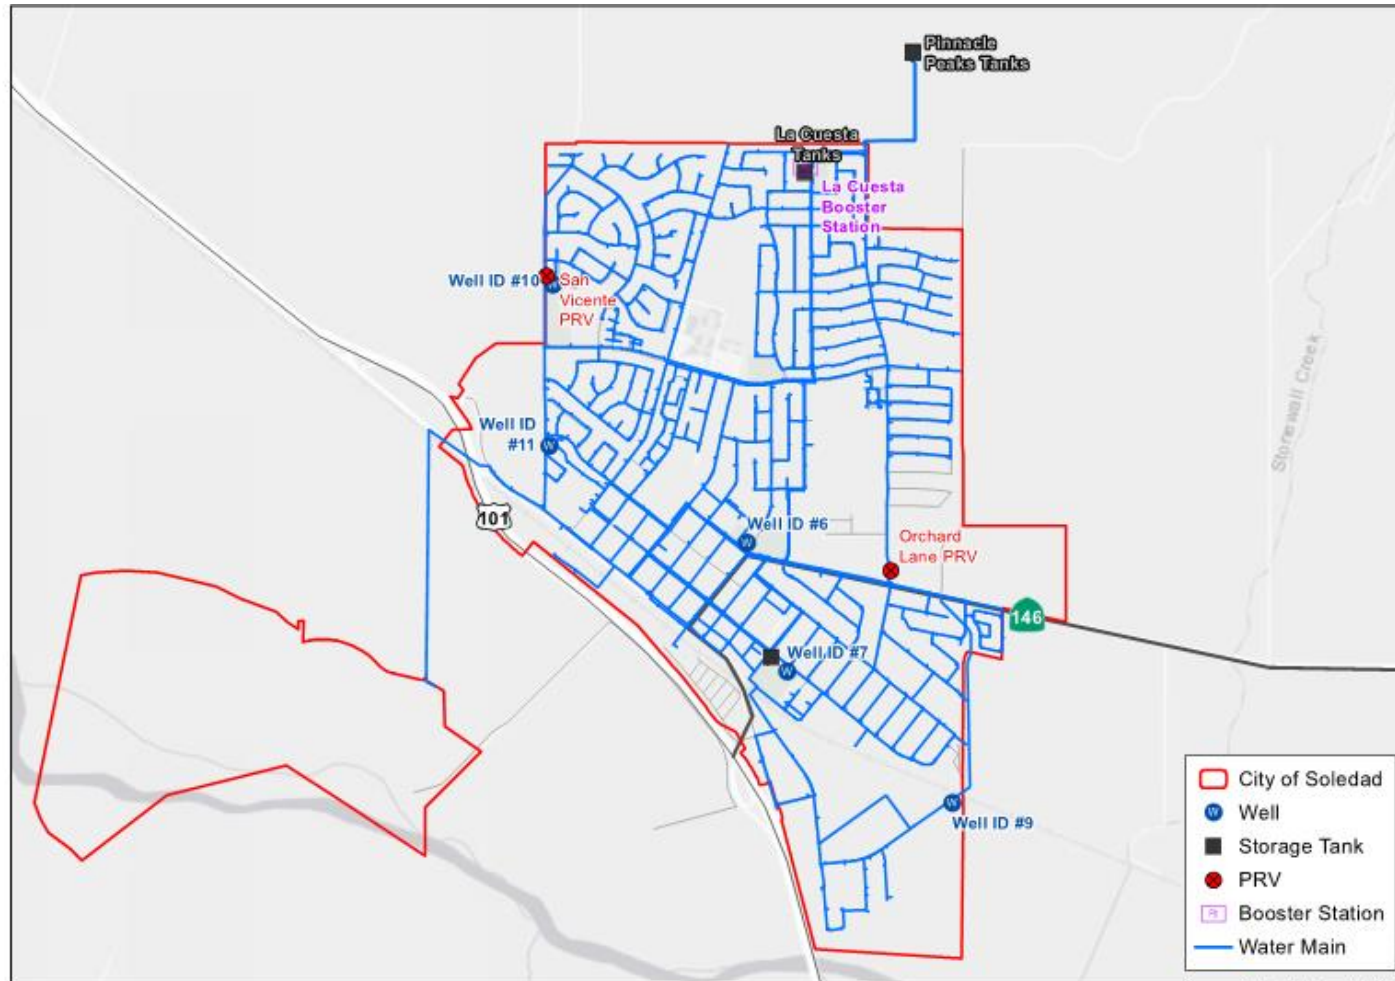 Pinnacle
Peaks Tanks
La Cuesta
Tanks
La Cuesta
Booster
Station
Well ID #10
San
Vicente
PRV
Well ID
#11
W
101
Well ID #6
W
Orchard
Lane PRV
146
Well ID #7
W
W
Well ID #9
Stonewall Creek
City of Soledad
W
Well
Storage Tank
PRV
Booster Station
Water Main